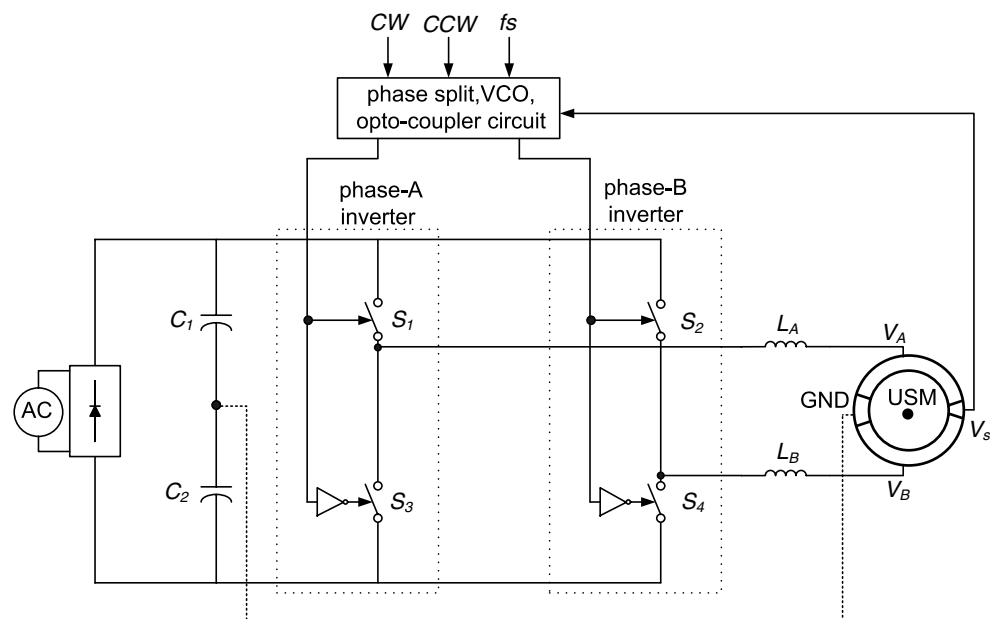 CW CCW fs
phase split,VCO,
opto-coupler circuit
phase-A
inverter
phase-B
inverter
C1
S1
S2
LA
VA
AC
GND
USM
Vs
C2
S3
S4
LB
VB